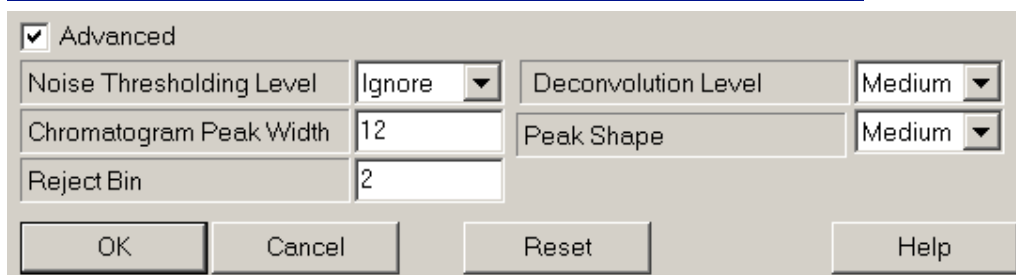 Advanced
Noise Thresholding Level Ignore Deconvolution Level Medium
Chromatogram Peak Width 12 Peak Shape Medium
Reject Bin 2
OK Cancel Reset Help